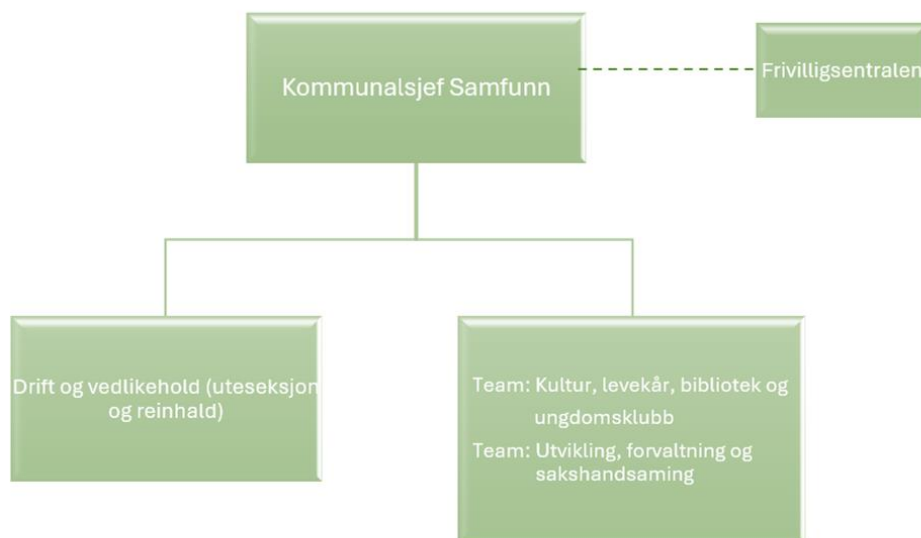 Kommunalsjef Samfunn
Frivilligsentralen
Drift og vedlikehold (uteseksjon
og reinhald)
Team: Kultur, levekår, bibliotek og
ungdomsklubb
Team: Utvikling, forvaltning og
sakshandsaming